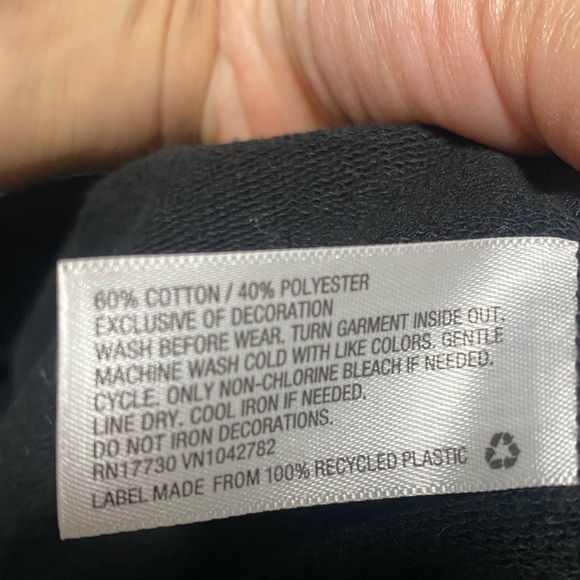 60% COTTON / 40% POLYESTER
EXCLUSIVE OF DECORATION
WASH BEFORE WEAR. TURN GARMENT INSIDE OUT.
MACHINE WASH COLD WITH LIKE COLORS. GENTLE
CYCLE. ONLY NON-CHLORINE BLEACH IF NEEDED.
LINE DRY. COOL IRON IF NEEDED.
DO NOT IRON DECORATIONS.
RN17730 VN1042782
LABEL MADE FROM 100% RECYCLED PLASTIC